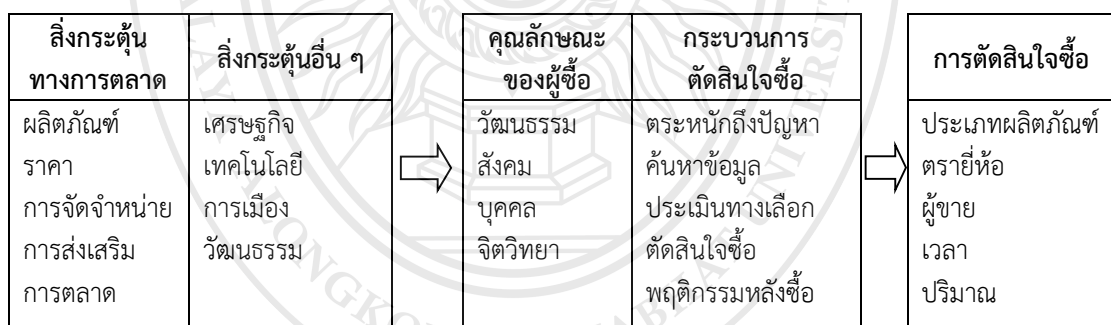 สิ่งกระตุ้น
ทางการตลาด
สิ่งกระตุ้นอื่น ๆ
คุณลักษณะ
ของผู้ซื้อ
กระบวนการ
ตัดสินใจซื้อ
การตัดสินใจซื้อ
ผลิตภัณฑ์
ราคา
การจัดจำหน่าย
การส่งเสริม
การตลาด
เศรษฐกิจ
เทคโนโลยี
การเมือง
วัฒนธรรม
วัฒนธรรม
สังคม
บุคคล
จิตวิทยา
ตระหนักถึงปัญหา
ค้นหาข้อมูล
ประเมินทางเลือก
ตัดสินใจซื้อ
พฤติกรรมหลังซื้อ
ประเภทผลิตภัณฑ์
ตรายี่ห้อ
ผู้ขาย
เวลา
ปริมาณ